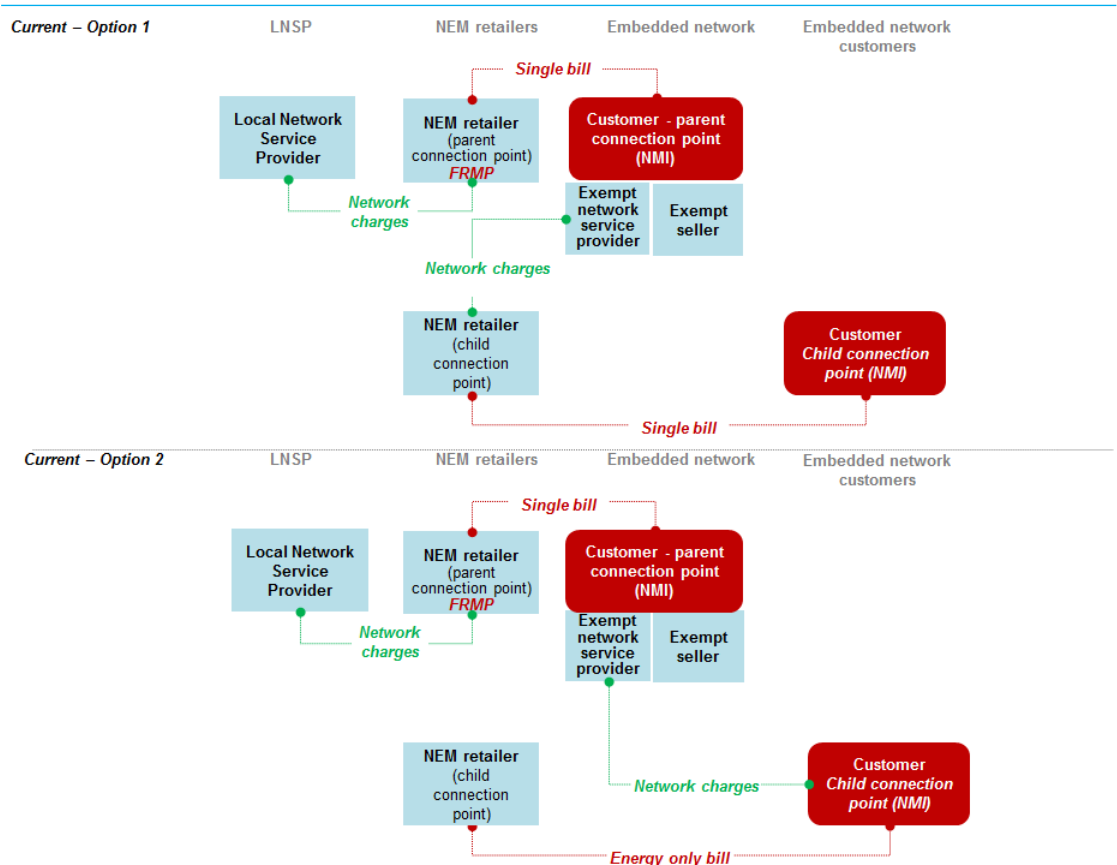 Current – Option 1
LNSP
NEM retailers
Embedded network
Embedded network
customers
Single bill
Local Network
Service
Provider
NEM retailer
(parent
connection point)
FRMP
Customer - parent
connection point
(NMI)
Network
charges
Exempt
network
service
provider
Exempt
seller
Network charges
NEM retailer
(child
connection
point)
Customer
Child connection
point (NMI)
Single bill
Current – Option 2
LNSP
NEM retailers
Embedded network
Embedded network
customers
Single bill
Local Network
Service
Provider
NEM retailer
(parent
connection point)
FRMP
Customer - parent
connection point
(NMI)
Network
charges
Exempt
network
service
provider
Exempt
seller
NEM retailer
(child
connection
point)
Network charges
Customer
Child connection
point (NMI)
Energy only bill